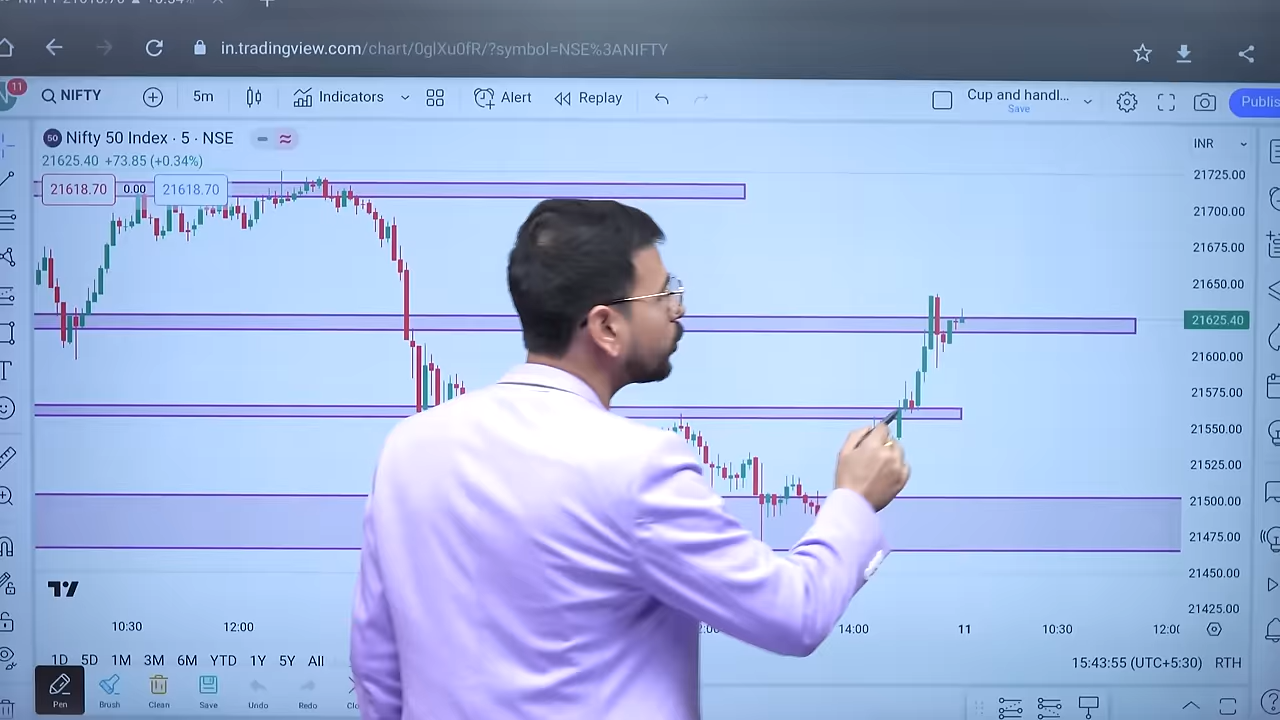 in.tradingview.com/chart/0glXu0fR/?symbol=NSE%3ANIFTY
11
NIFTY
5m
Indicators
Alert
Replay
Cup and handl...
Save
Publis
50
Nifty 50 Index · 5 · NSE
INR
21625.40 +73.85 (+0.34%)
21618.70
0.00
21618.70
21725.00
21700.00
21675.00
21650.00
21625.40
21600.00
21575.00
21550.00
21525.00
21500.00
21475.00
21450.00
21425.00
10:30
12:00
14:00
11
10:30
12:00
1D 5D 1M 3M 6M YTD 1Y 5Y All
15:43:55 (UTC+5:30) RTH
Pen
Brush
Clean
Save
Undo
Redo